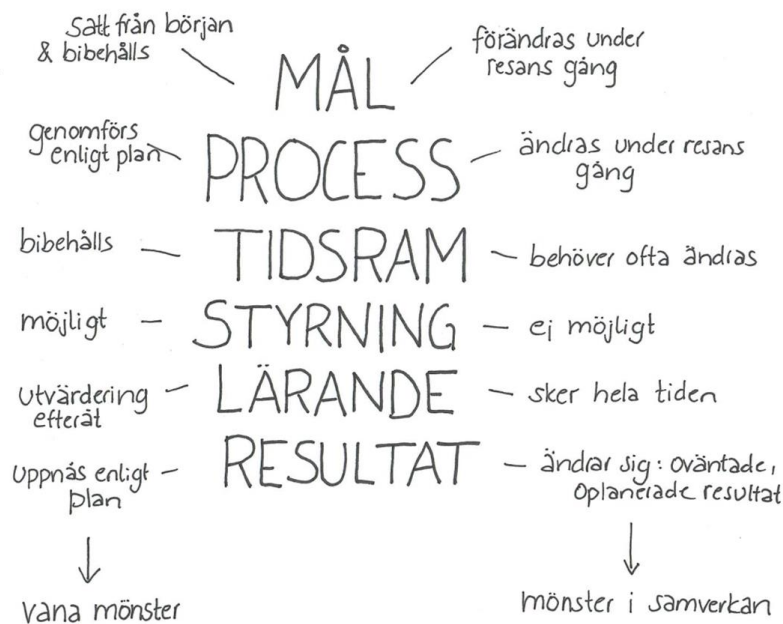 Satt från början
& bibehålls
MÅL
förändras under
resans gång
genomförs
enligt plan
PROCESS
ändras under resans
gång
bibehålls
TIDSRAM
behöver ofta ändras
möjligt
STYRNING
ej möjligt
utvärdering
efteråt
LÄRANDE
sker hela tiden
uppnås enligt
plan
RESULTAT
ändrar sig: oväntade,
oplanerade resultat
vana mönster
mönster i samverkan